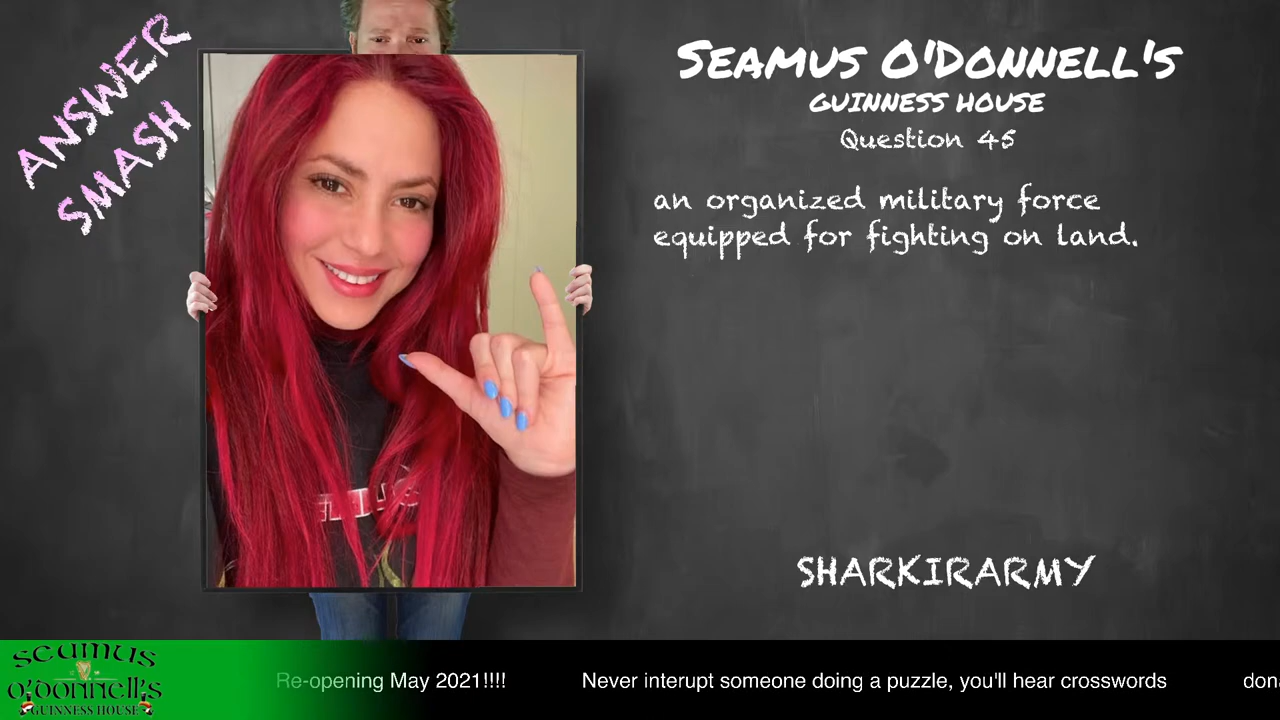 ANSWER
SMASH
SEAMUS O'DONNELL'S
GUINNESS HOUSE
Question 45
an organized military force
equipped for fighting on land.
SHARKIRARMY
seamus
o'donnell's
GUINNESS HOUSE
Re-opening May 2021!!!! Never interupt someone doing a puzzle, you'll hear crosswords don